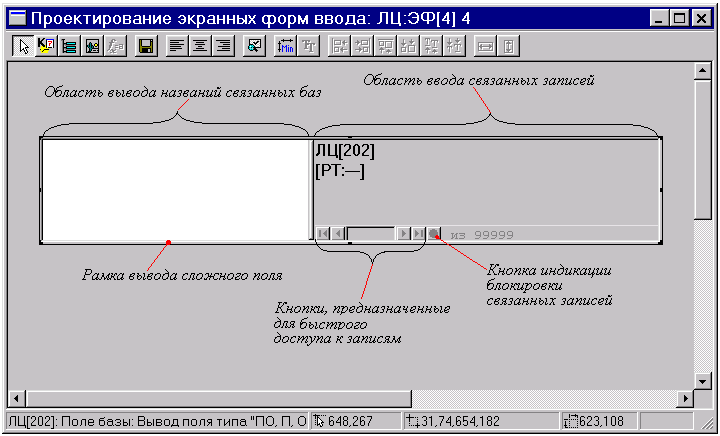 Проектирование экранных форм ввода: ЛЦ:ЭФ[4] 4
Область вывода названий связанных баз
Область ввода связанных записей
ЛЦ[202]
[РТ:---]
из 99999
Рамка вывода сложного поля
Кнопки, предназначенные
для быстрого
доступа к записям
Кнопка индикации
блокировки
связанных записей
ЛЦ[202]: Поле базы: Вывод поля типа "ПО, П, О
648,267
31,74,654,182
623,108